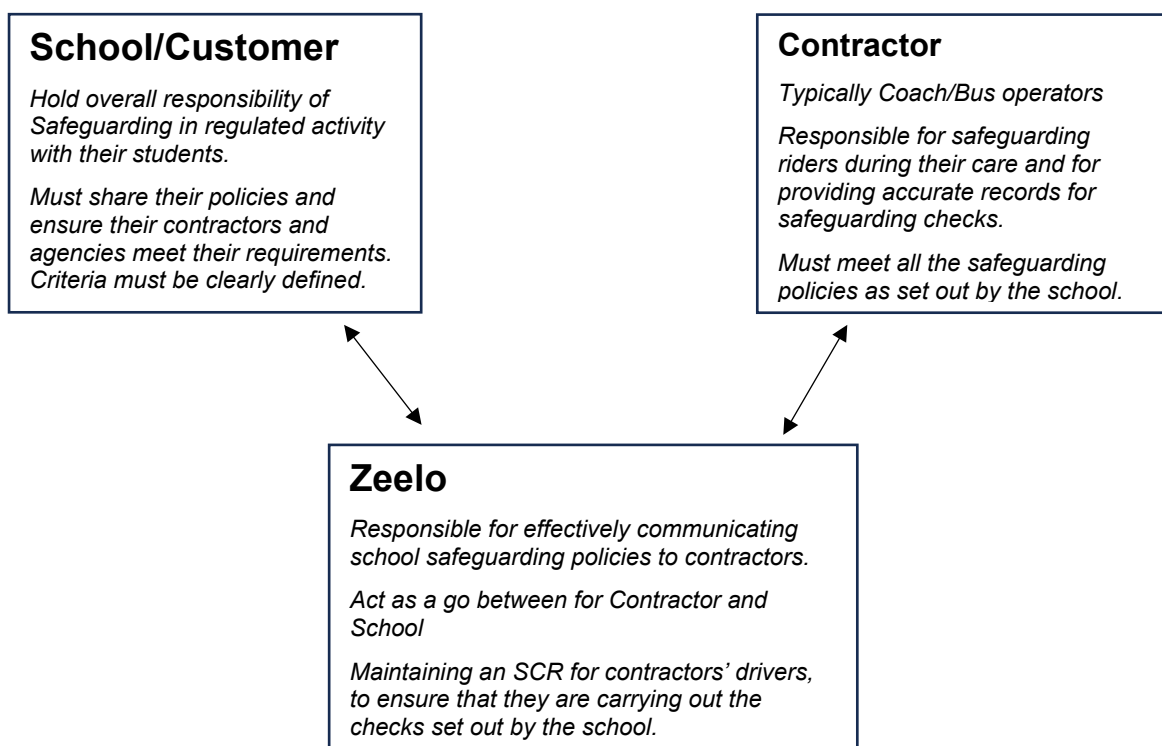 School/Customer
Hold overall responsibility of
Safeguarding in regulated activity
with their students.
Must share their policies and
ensure their contractors and
agencies meet their requirements.
Criteria must be clearly defined.
Contractor
Typically Coach/Bus operators
Responsible for safeguarding
riders during their care and for
providing accurate records for
safeguarding checks.
Must meet all the safeguarding
policies as set out by the school.
Zeelo
Responsible for effectively communicating
school safeguarding policies to contractors.
Act as a go between for Contractor and
School
Maintaining an SCR for contractors’ drivers,
to ensure that they are carrying out the
checks set out by the school.